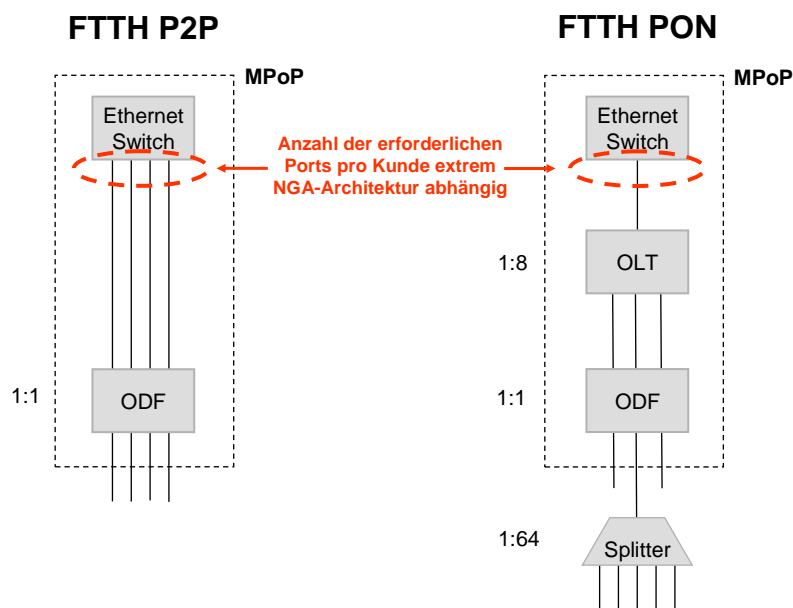 FTTH P2P
FTTH PON
MPoP
MPoP
Ethernet
Switch
Ethernet
Switch
Anzahl der erforderlichen
Ports pro Kunde extrem
NGA-Architektur abhängig
1:8
OLT
1:1
ODF
1:1
ODF
1:64
Splitter